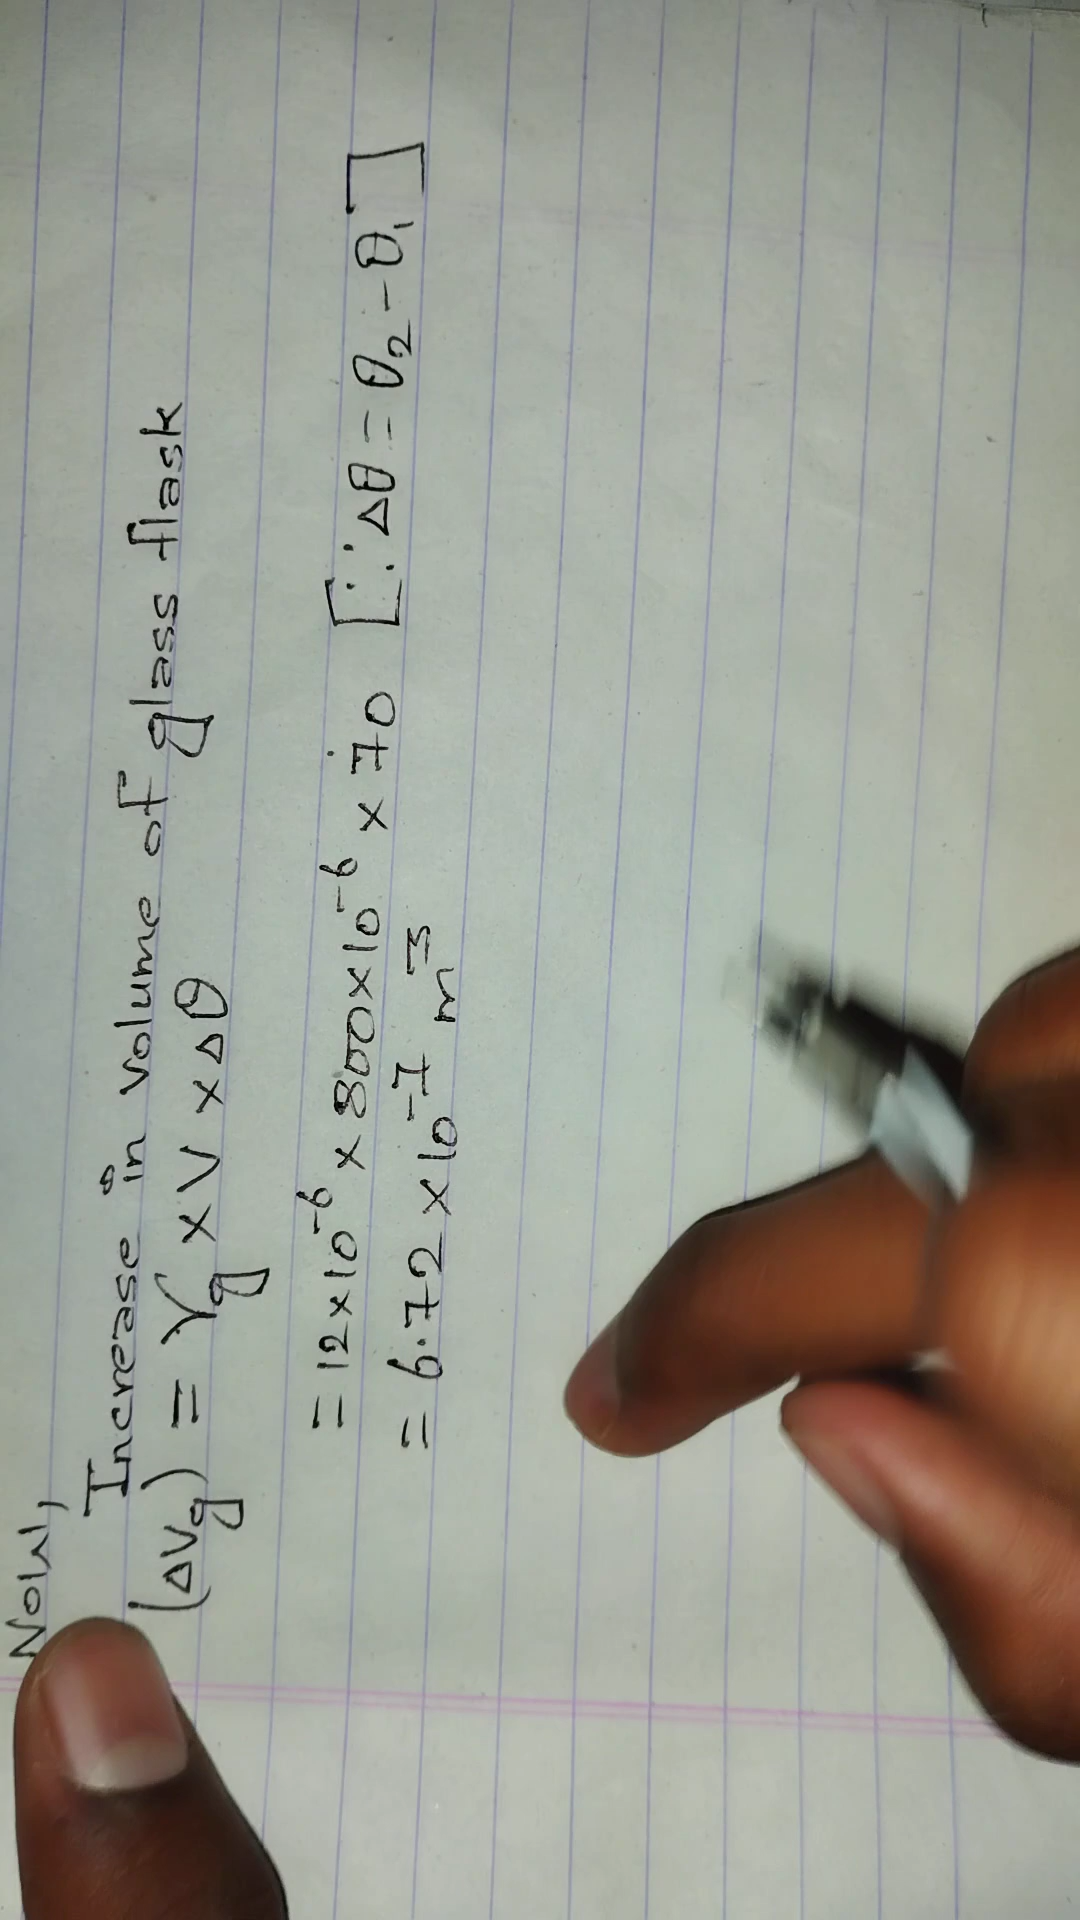 Now,
Increase in volume of glass flask
(ΔVg) = γg × V × Δθ
= 12×10⁻⁶ × 800×10⁻⁶ × 70 [∵ Δθ = θ₂ - θ₁]
= 6.72 × 10⁻⁷ m³